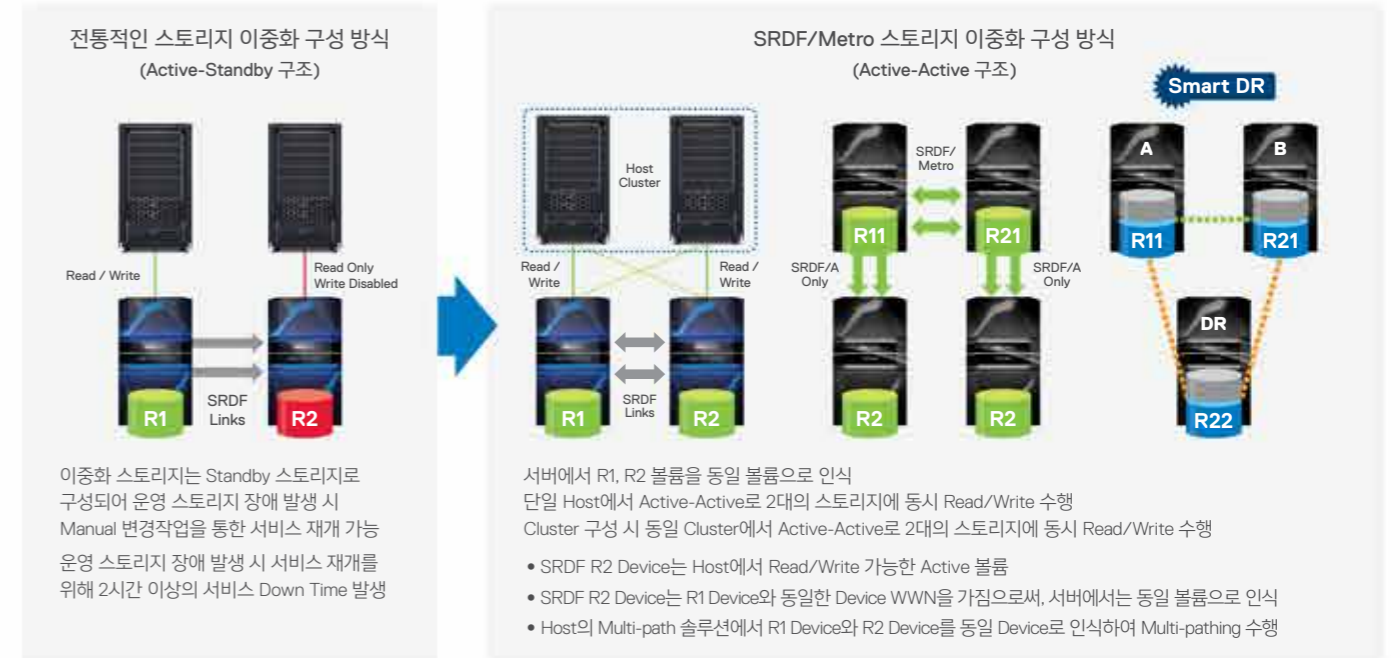 전통적인 스토리지 이중화 구성 방식
(Active-Standby 구조)
Read / Write
Read Only
Write Disabled
SRDF
Links
R1
R2
이중화 스토리지는 Standby 스토리지로
구성되어 운영 스토리지 장애 발생 시
Manual 변경작업을 통한 서비스 재개 가능
운영 스토리지 장애 발생 시 서비스 재개를
위해 2시간 이상의 서비스 Down Time 발생
SRDF/Metro 스토리지 이중화 구성 방식
(Active-Active 구조)
Host
Cluster
Read /
Write
Read /
Write
SRDF
Links
R1
R2
SRDF/
Metro
R11
R21
SRDF/A
Only
SRDF/A
Only
R2
R2
Smart DR
A
B
R11
R21
DR
R22
서버에서 R1, R2 볼륨을 동일 볼륨으로 인식
단일 Host에서 Active-Active로 2대의 스토리지에 동시 Read/Write 수행
Cluster 구성 시 동일 Cluster에서 Active-Active로 2대의 스토리지에 동시 Read/Write 수행
• SRDF R2 Device는 Host에서 Read/Write 가능한 Active 볼륨
• SRDF R2 Device는 R1 Device와 동일한 Device WWN을 가짐으로써, 서버에서는 동일 볼륨으로 인식
• Host의 Multi-path 솔루션에서 R1 Device와 R2 Device를 동일 Device로 인식하여 Multi-pathing 수행